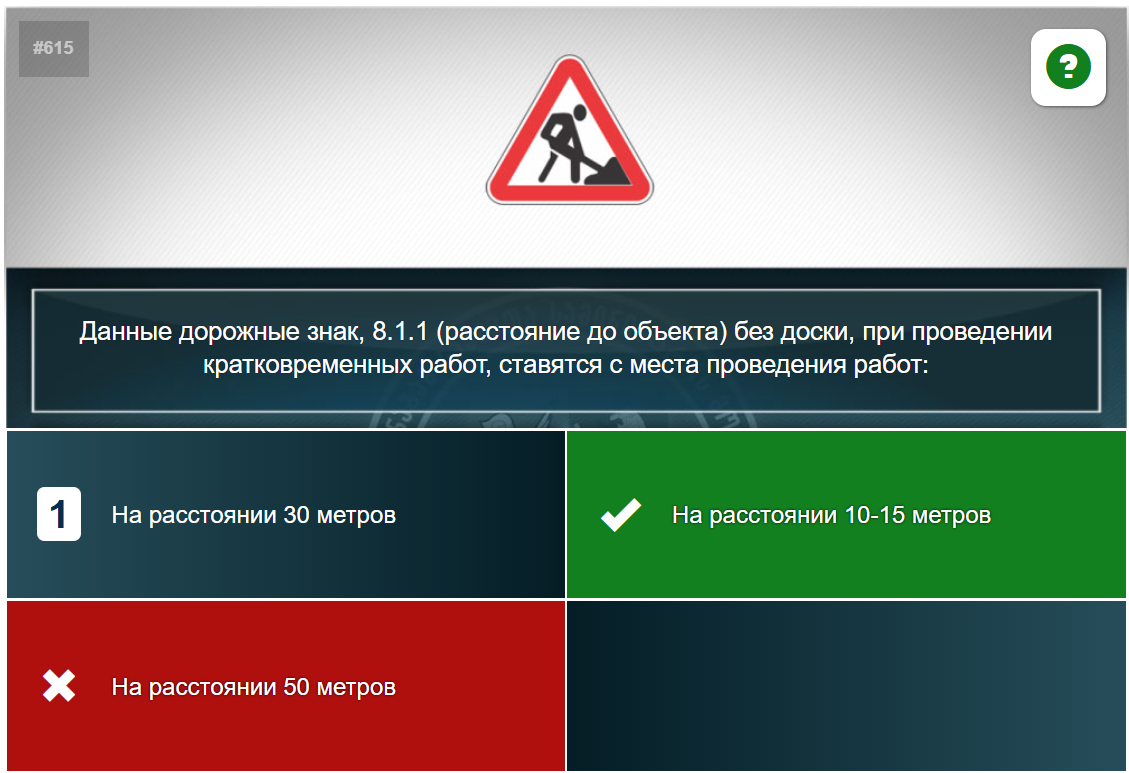 #615
?
Данные дорожные знак, 8.1.1 (расстояние до объекта) без доски, при проведении
кратковременных работ, ставятся с места проведения работ:
1 На расстоянии 30 метров
На расстоянии 10-15 метров
На расстоянии 50 метров